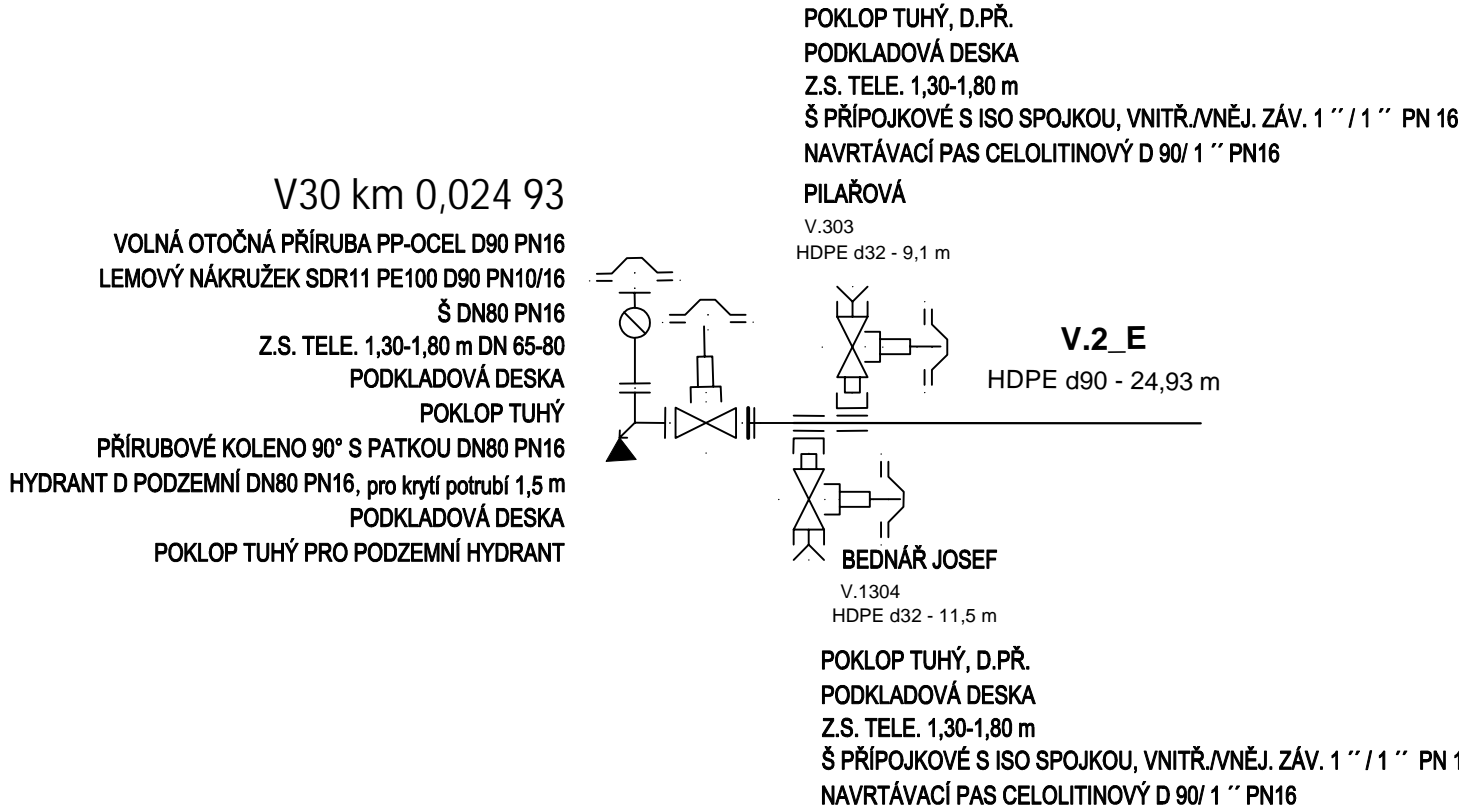 POKLOP TUHÝ, D.PŘ.
PODKLADOVÁ DESKA
Z.S. TELE. 1,30-1,80 m
Š PŘÍPOJKOVÉ S ISO SPOJKOU, VNITŘ./VNĚJ. ZÁV. 1 ´´ / 1 ´´ PN 16
NAVRTÁVACÍ PAS CELOLITINOVÝ D 90/ 1 ´´ PN16
PILAŘOVÁ
V.303
HDPE d32 - 9,1 m
V30 km 0,024 93
VOLNÁ OTOČNÁ PŘÍRUBA PP-OCEL D90 PN16
LEMOVÝ NÁKRUŽEK SDR11 PE100 D90 PN10/16
Š DN80 PN16
Z.S. TELE. 1,30-1,80 m DN 65-80
PODKLADOVÁ DESKA
POKLOP TUHÝ
PŘÍRUBOVÉ KOLENO 90° S PATKOU DN80 PN16
HYDRANT D PODZEMNÍ DN80 PN16, pro krytí potrubí 1,5 m
PODKLADOVÁ DESKA
POKLOP TUHÝ PRO PODZEMNÍ HYDRANT
V.2_E
HDPE d90 - 24,93 m
BEDNÁŘ JOSEF
V.1304
HDPE d32 - 11,5 m
POKLOP TUHÝ, D.PŘ.
PODKLADOVÁ DESKA
Z.S. TELE. 1,30-1,80 m
Š PŘÍPOJKOVÉ S ISO SPOJKOU, VNITŘ./VNĚJ. ZÁV. 1 ´´ / 1 ´´ PN 1
NAVRTÁVACÍ PAS CELOLITINOVÝ D 90/ 1 ´´ PN16